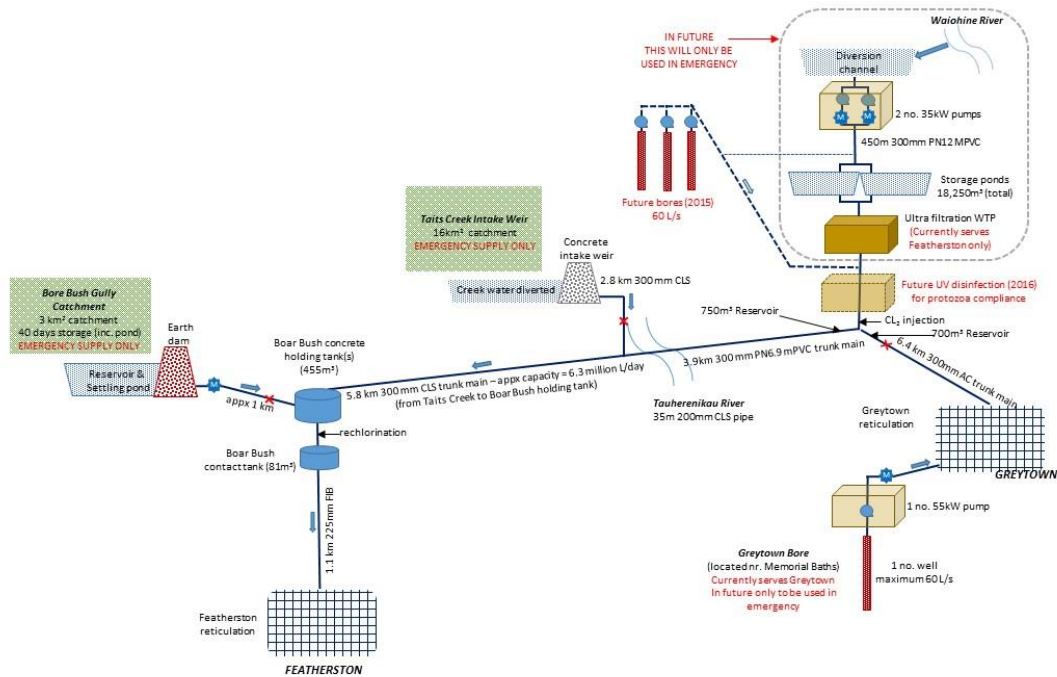 Waiohine River
IN FUTURE
THIS WILL ONLY BE
USED IN EMERGENCY
Diversion
channel
M
M
2 no. 35kW pumps
450m 300mm PN12 MPVC
Storage ponds
18,250m³ (total)
Future bores (2015)
60 L/s
Ultra filtration WTP
(Currently serves
Featherston only)
Taits Creek Intake Weir
16km² catchment
EMERGENCY SUPPLY ONLY
Concrete
intake weir
Creek water diverted
2.8 km 300mm CLS
Future UV disinfection (2016)
for protozoa compliance
Bore Bush Gully
Catchment
3 km² catchment
40 days storage (inc. pond)
EMERGENCY SUPPLY ONLY
Earth
dam
Reservoir &
Settling pond
M
appx 1 km
Boar Bush concrete
holding tank(s)
(455m³)
750m³ Reservoir
CL₂ injection
700m³ Reservoir
6.4 km 300mm AC trunk main
3.9km 300 mm PN6.9 mPVC trunk main
5.8 km 300 mm CLS trunk main – appx capacity = 6.3 million L/day
(from Taits Creek to Boar Bush holding tank)
Tauherenikau River
35m 200mm CLS pipe
rechlorination
Boar Bush
contact tank (81m³)
1.1 km 225mm FIB
Greytown
reticulation
GREYTOWN
M
1 no. 55kW pump
Greytown Bore
(located nr. Memorial Baths)
Currently serves Greytown
In future only to be used in
emergency
1 no. well
maximum 60L/s
Featherston
reticulation
FEATHERSTON